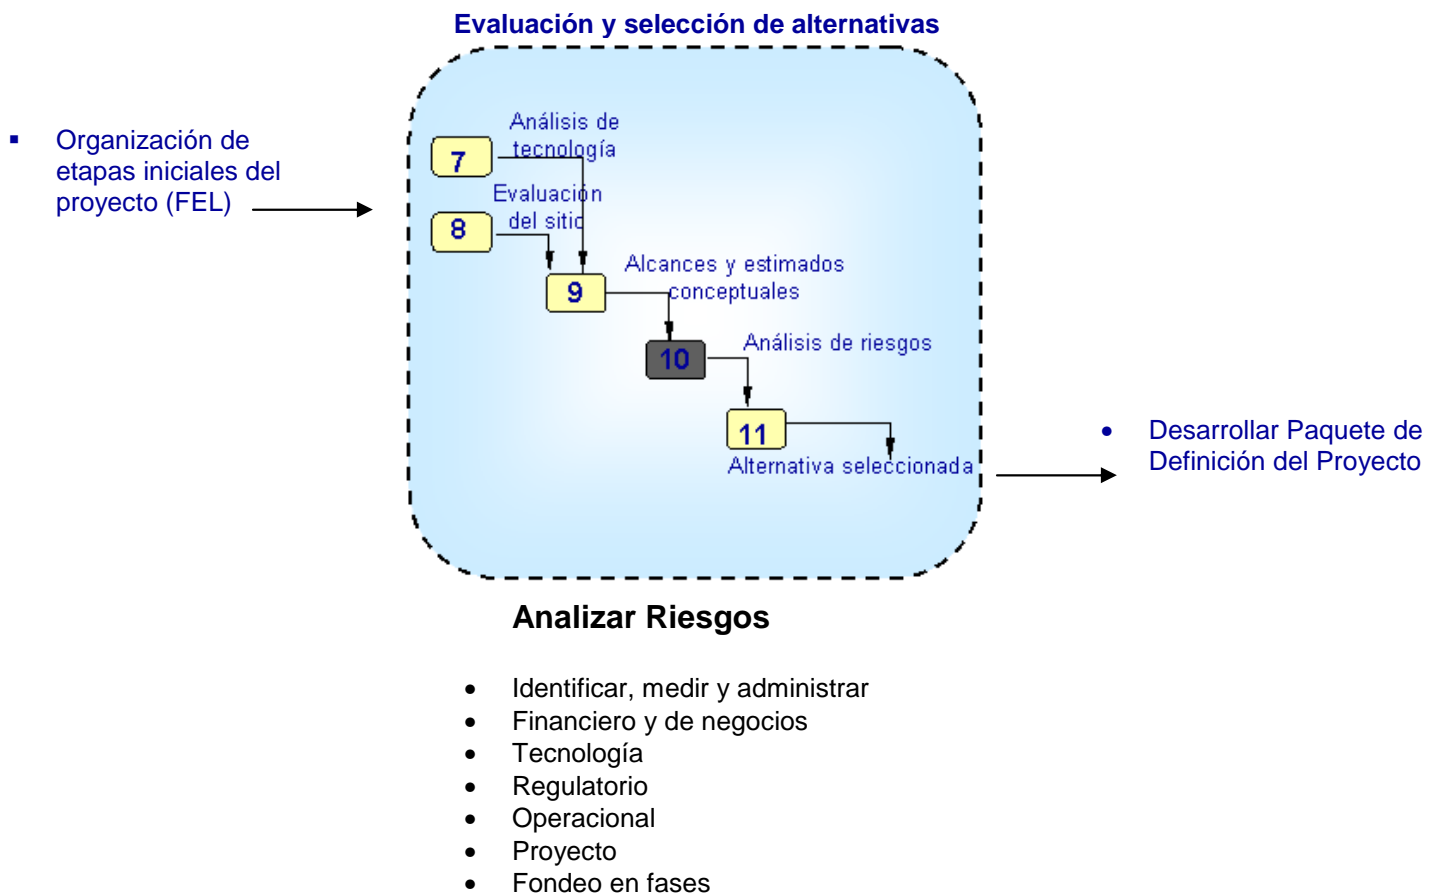 Evaluación y selección de alternativas
▪ Organización de
etapas iniciales del
proyecto (FEL)
Análisis de
tecnología
7
Evaluación
del sitio
8
Alcances y estimados
conceptuales
9
Análisis de riesgos
10
11
Alternativa seleccionada
• Desarrollar Paquete de
Definición del Proyecto
Analizar Riesgos
• Identificar, medir y administrar
• Financiero y de negocios
• Tecnología
• Regulatorio
• Operacional
• Proyecto
• Fondeo en fases